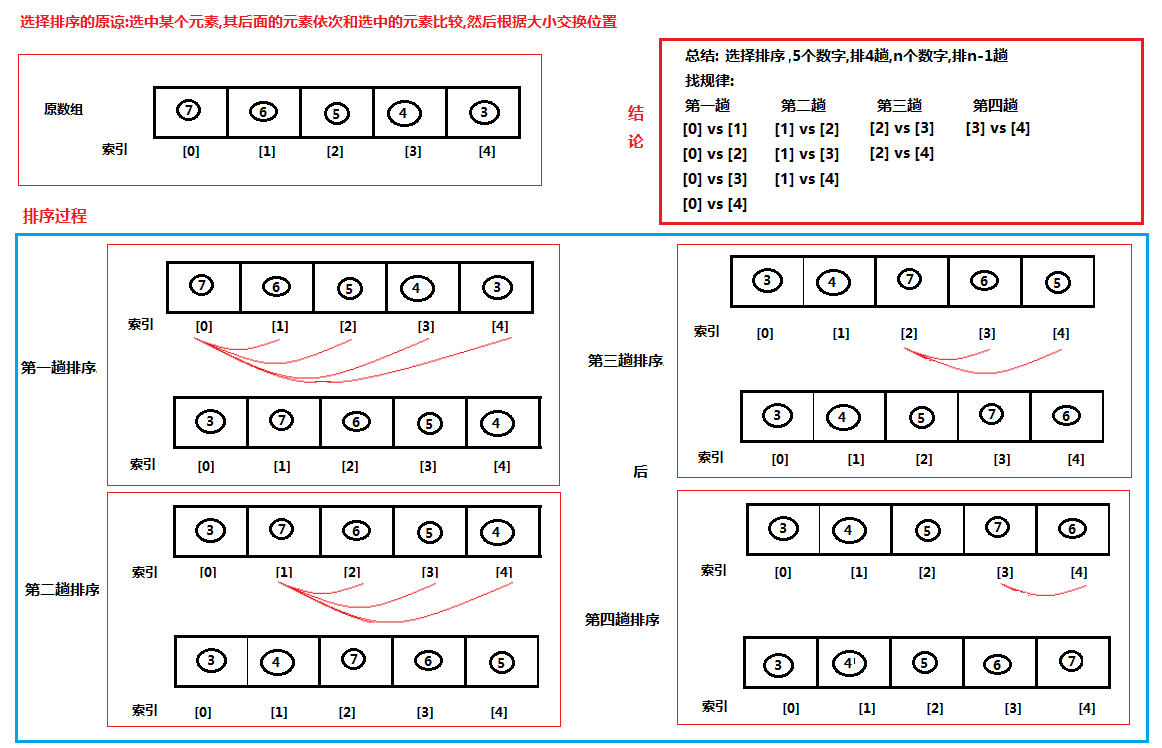 选择排序的原谅:选中某个元素,其后面的元素依次和选中的元素比较,然后根据大小交换位置
原数组
7 6 5 4 3
索引 [0] [1] [2] [3] [4]
结
论
总结: 选择排序,5个数字,排4趟,n个数字,排n-1趟
找规律:
第一趟 第二趟 第三趟 第四趟
[0] vs [1] [1] vs [2] [2] vs [3] [3] vs [4]
[0] vs [2] [1] vs [3] [2] vs [4]
[0] vs [3] [1] vs [4]
[0] vs [4]
排序过程
第一趟排序
7 6 5 4 3
索引 [0] [1] [2] [3] [4]
3 7 6 5 4
索引 [0] [1] [2] [3] [4]
第二趟排序
3 7 6 5 4
索引 [0] [1] [2] [3] [4]
3 4 7 6 5
索引 [0] [1] [2] [3] [4]
第三趟排序
3 4 7 6 5
索引 [0] [1] [2] [3] [4]
3 4 5 7 6
索引 [0] [1] [2] [3] [4]
后
第四趟排序
3 4 5 7 6
索引 [0] [1] [2] [3] [4]
3 4 5 6 7
索引 [0] [1] [2] [3] [4]